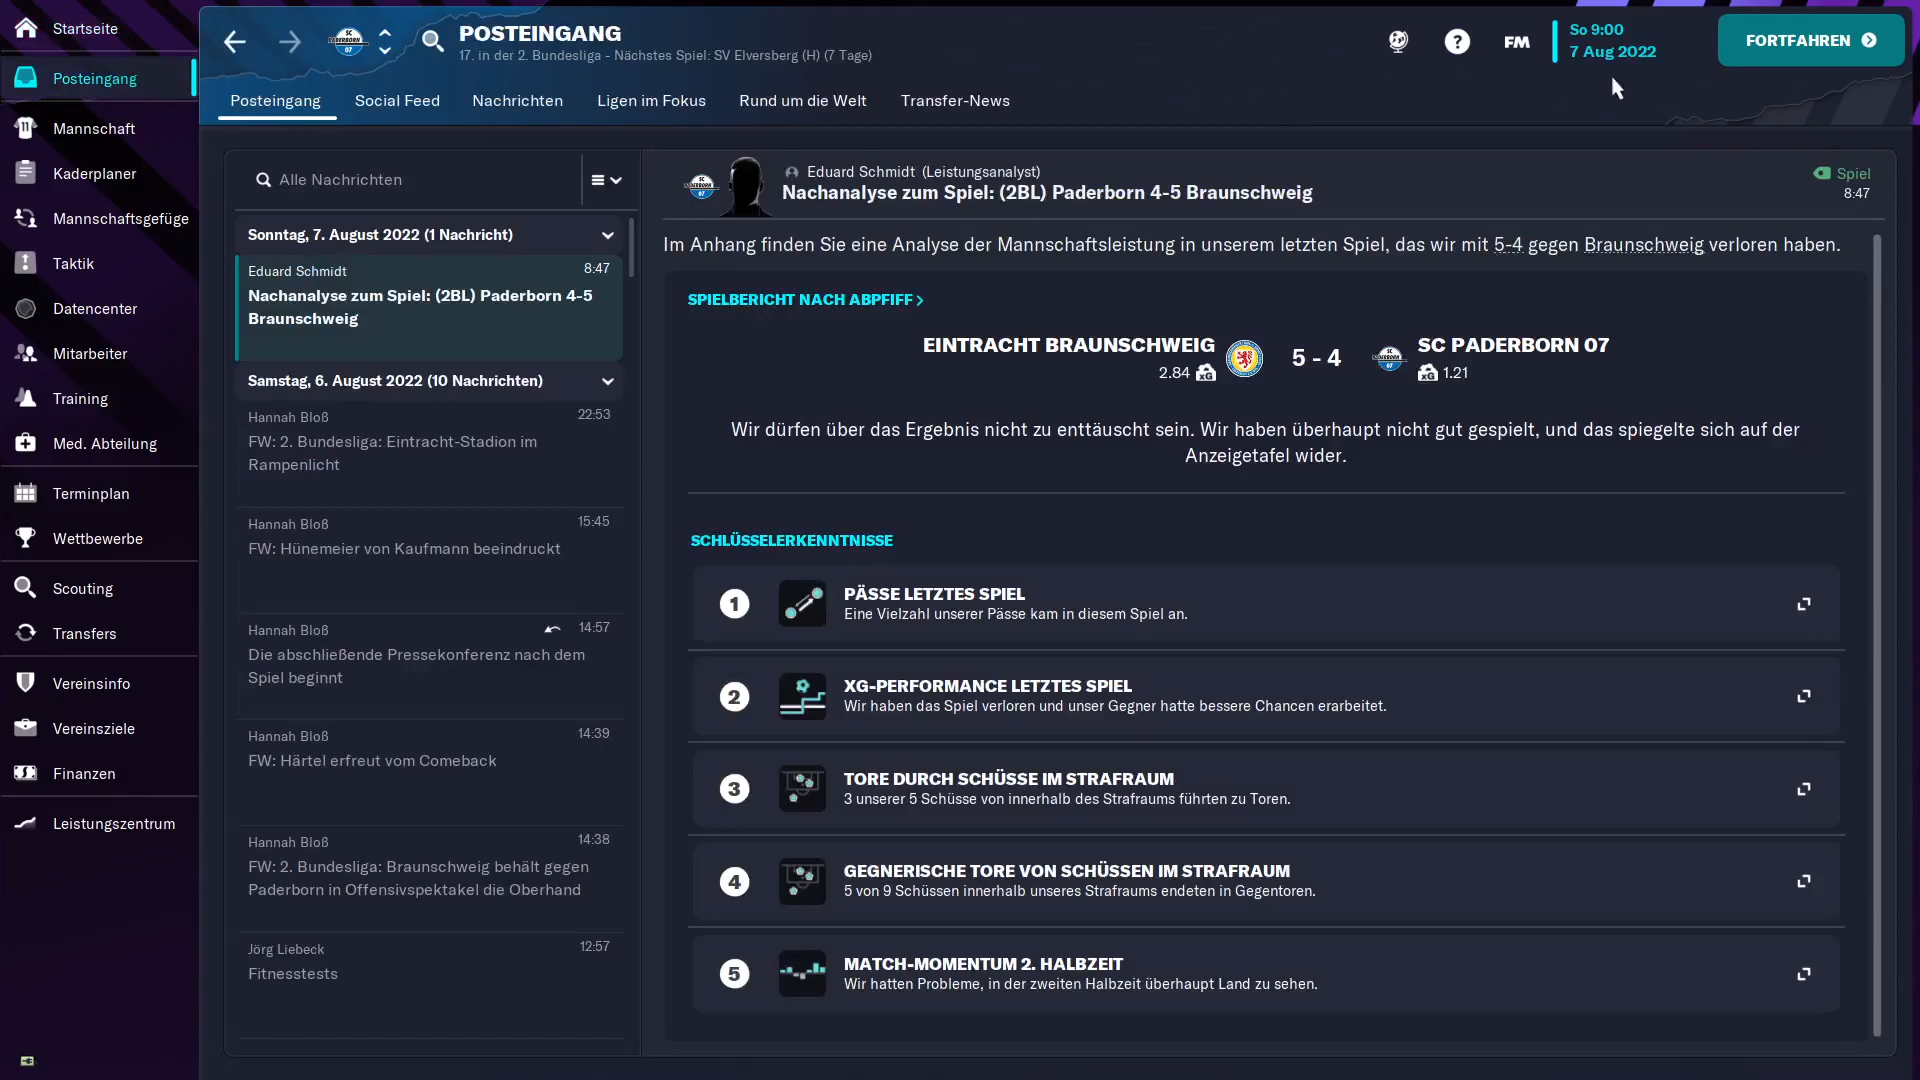 Startseite
Posteingang
Mannschaft
Kaderplaner
Mannschaftsgefüge
Taktik
Datencenter
Mitarbeiter
Training
Med. Abteilung
Terminplan
Wettbewerbe
Scouting
Transfers
Vereinsinfo
Vereinsziele
Finanzen
Leistungszentrum
POSTEINGANG
17. in der 2. Bundesliga - Nächstes Spiel: SV Elversberg (H) (7 Tage)
?
FM
So 9:00
7 Aug 2022
FORTFAHREN
Posteingang
Social Feed
Nachrichten
Ligen im Fokus
Rund um die Welt
Transfer-News
Alle Nachrichten
Sonntag, 7. August 2022 (1 Nachricht)
Eduard Schmidt
8:47
Nachanalyse zum Spiel: (2BL) Paderborn 4-5
Braunschweig
Samstag, 6. August 2022 (10 Nachrichten)
Hannah Bloß
22:53
FW: 2. Bundesliga: Eintracht-Stadion im
Rampenlicht
Hannah Bloß
15:45
FW: Hünemeier von Kaufmann beeindruckt
Hannah Bloß
14:57
Die abschließende Pressekonferenz nach dem
Spiel beginnt
Hannah Bloß
14:39
FW: Härtel erfreut vom Comeback
Hannah Bloß
14:38
FW: 2. Bundesliga: Braunschweig behält gegen
Paderborn in Offensivspektakel die Oberhand
Jörg Liebeck
12:57
Fitnesstests
Eduard Schmidt (Leistungsanalyst)
Nachanalyse zum Spiel: (2BL) Paderborn 4-5 Braunschweig
Spiel
8:47
Im Anhang finden Sie eine Analyse der Mannschaftsleistung in unserem letzten Spiel, das wir mit 5-4 gegen Braunschweig verloren haben.
SPIELBERICHT NACH ABPFIFF
EINTRACHT BRAUNSCHWEIG
2.84 xG
5 - 4
SC PADERBORN 07
xG 1.21
Wir dürfen über das Ergebnis nicht zu enttäuscht sein. Wir haben überhaupt nicht gut gespielt, und das spiegelte sich auf der
Anzeigetafel wider.
SCHLÜSSELERKENNTNISSE
1
PÄSSE LETZTES SPIEL
Eine Vielzahl unserer Pässe kam in diesem Spiel an.
2
XG-PERFORMANCE LETZTES SPIEL
Wir haben das Spiel verloren und unser Gegner hatte bessere Chancen erarbeitet.
3
TORE DURCH SCHÜSSE IM STRAFRAUM
3 unserer 5 Schüsse von innerhalb des Strafraums führten zu Toren.
4
GEGNERISCHE TORE VON SCHÜSSEN IM STRAFRAUM
5 von 9 Schüssen innerhalb unseres Strafraums endeten in Gegentoren.
5
MATCH-MOMENTUM 2. HALBZEIT
Wir hatten Probleme, in der zweiten Halbzeit überhaupt Land zu sehen.